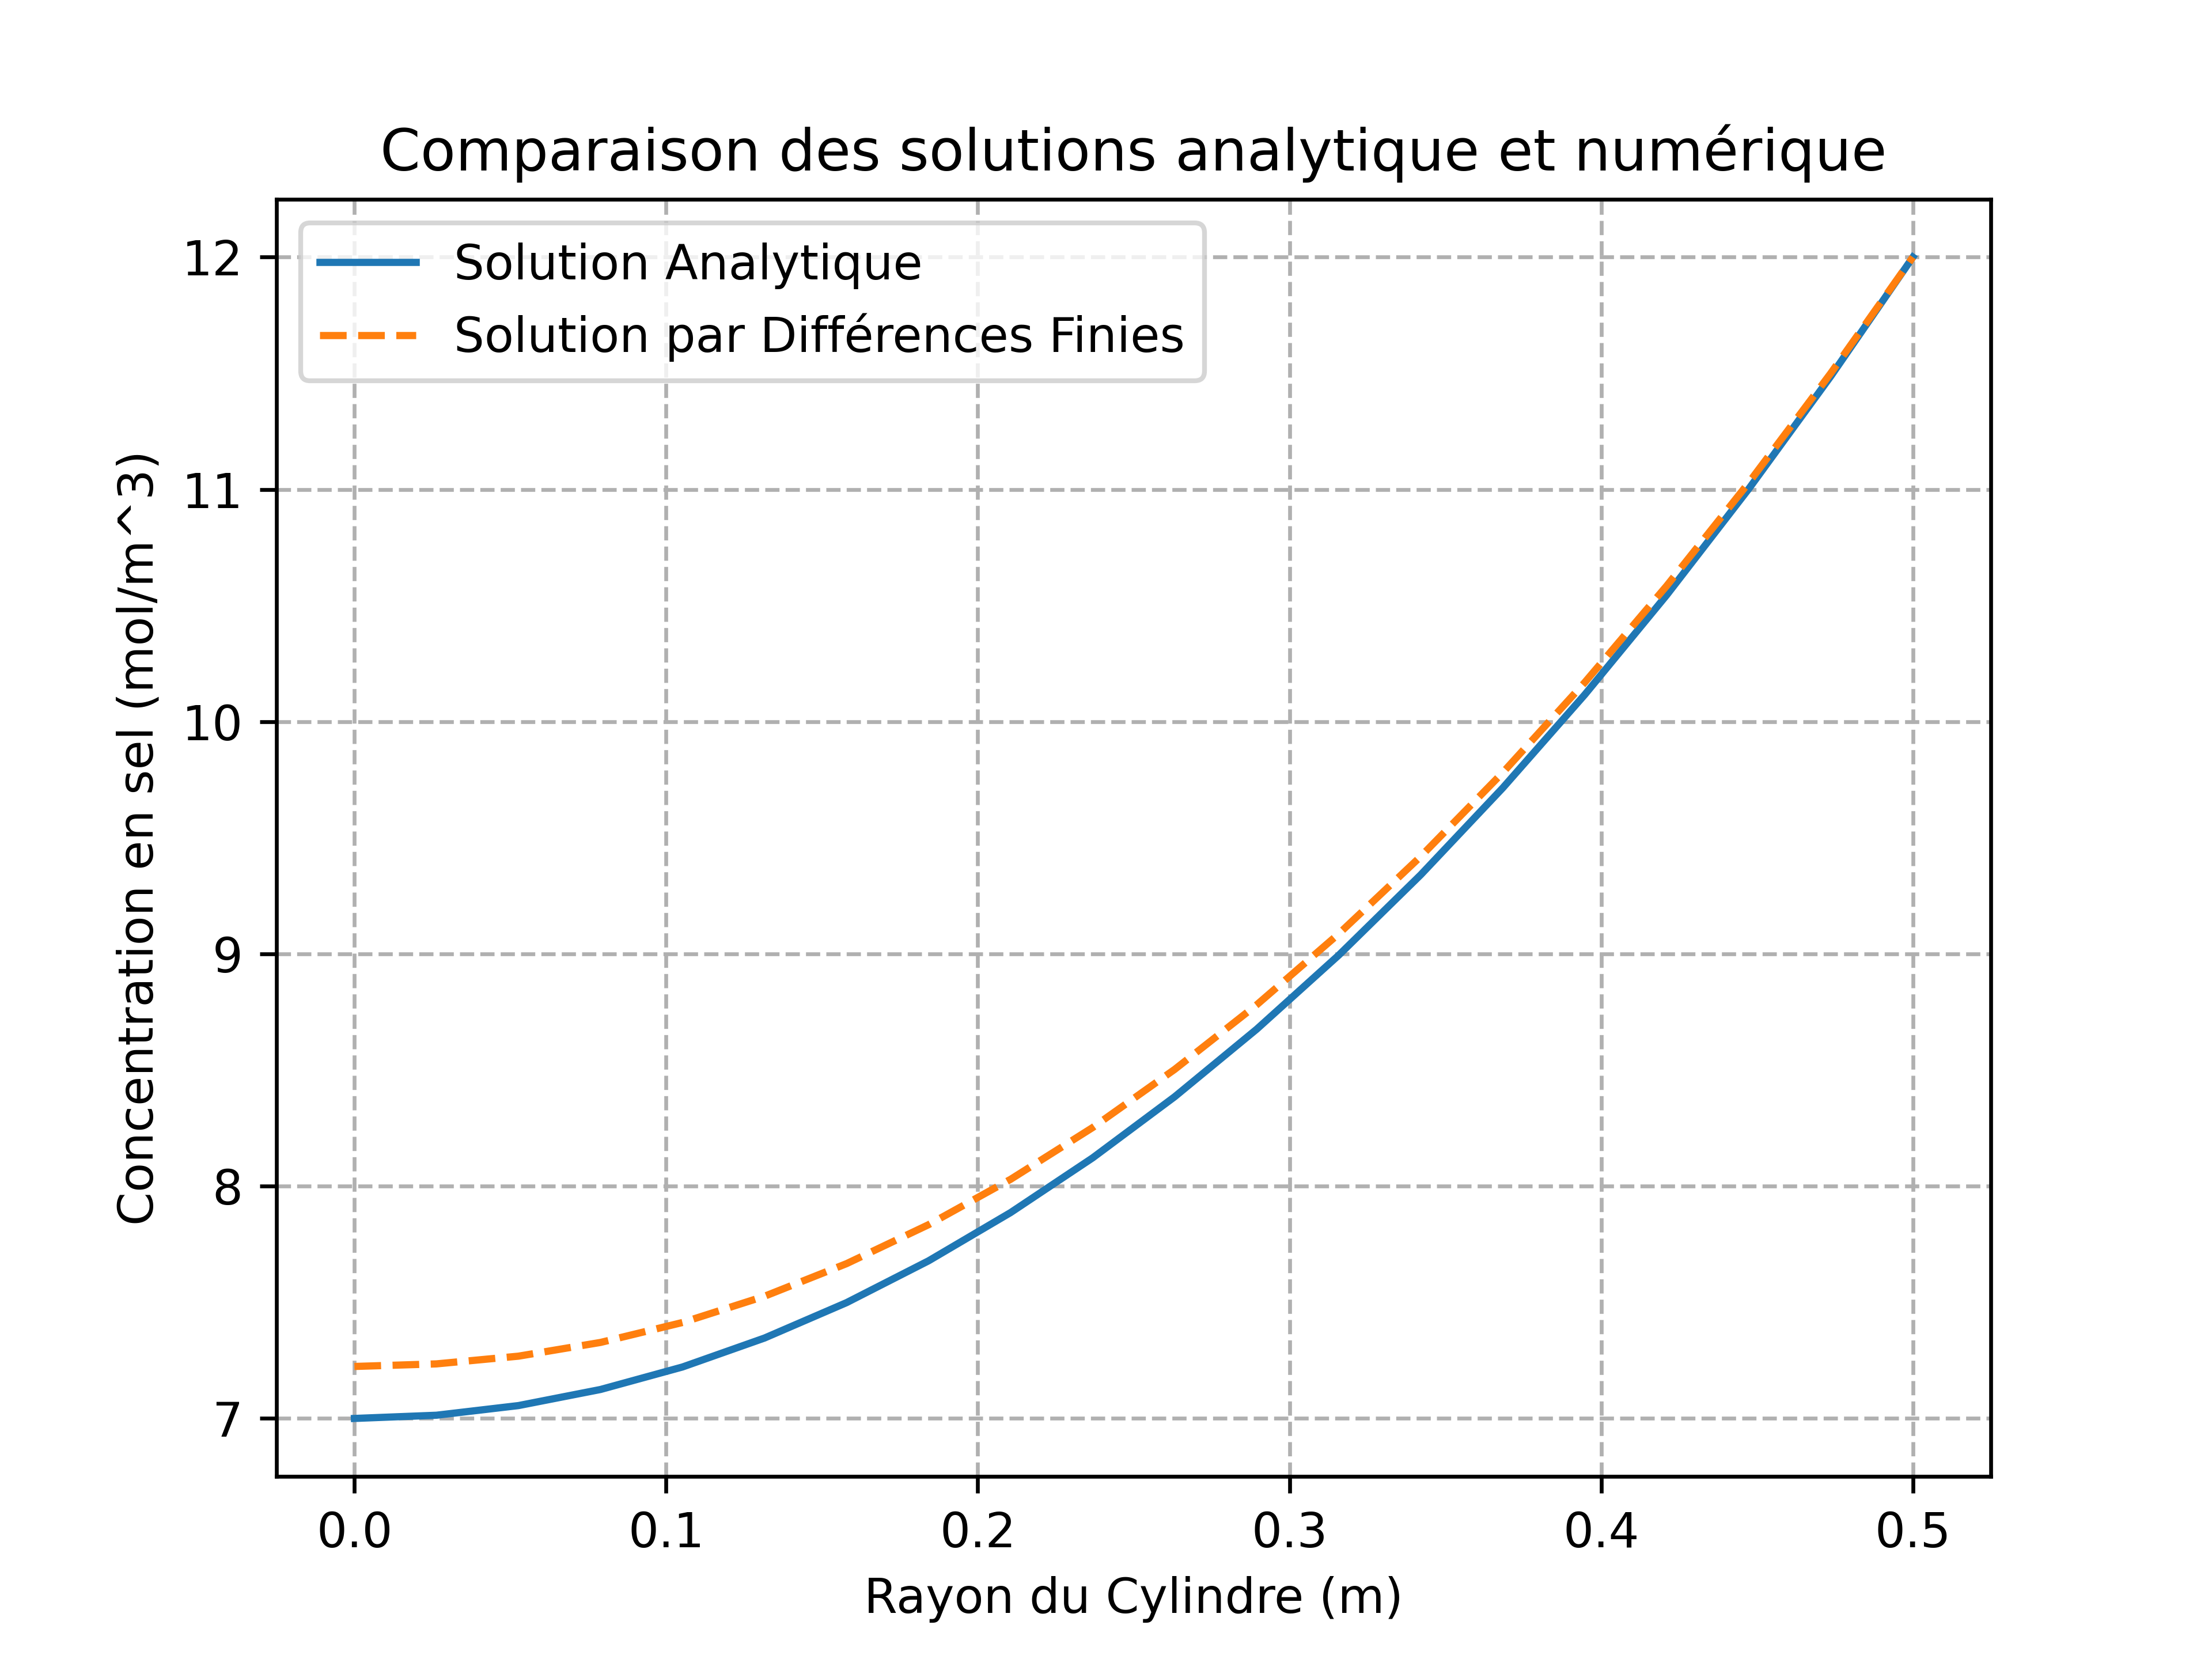 Comparaison des solutions analytique et numérique
Solution Analytique
Solution par Différences Finies
Concentration en sel (mol/m^3)
12
11
10
9
8
7
0.0 0.1 0.2 0.3 0.4 0.5
Rayon du Cylindre (m)